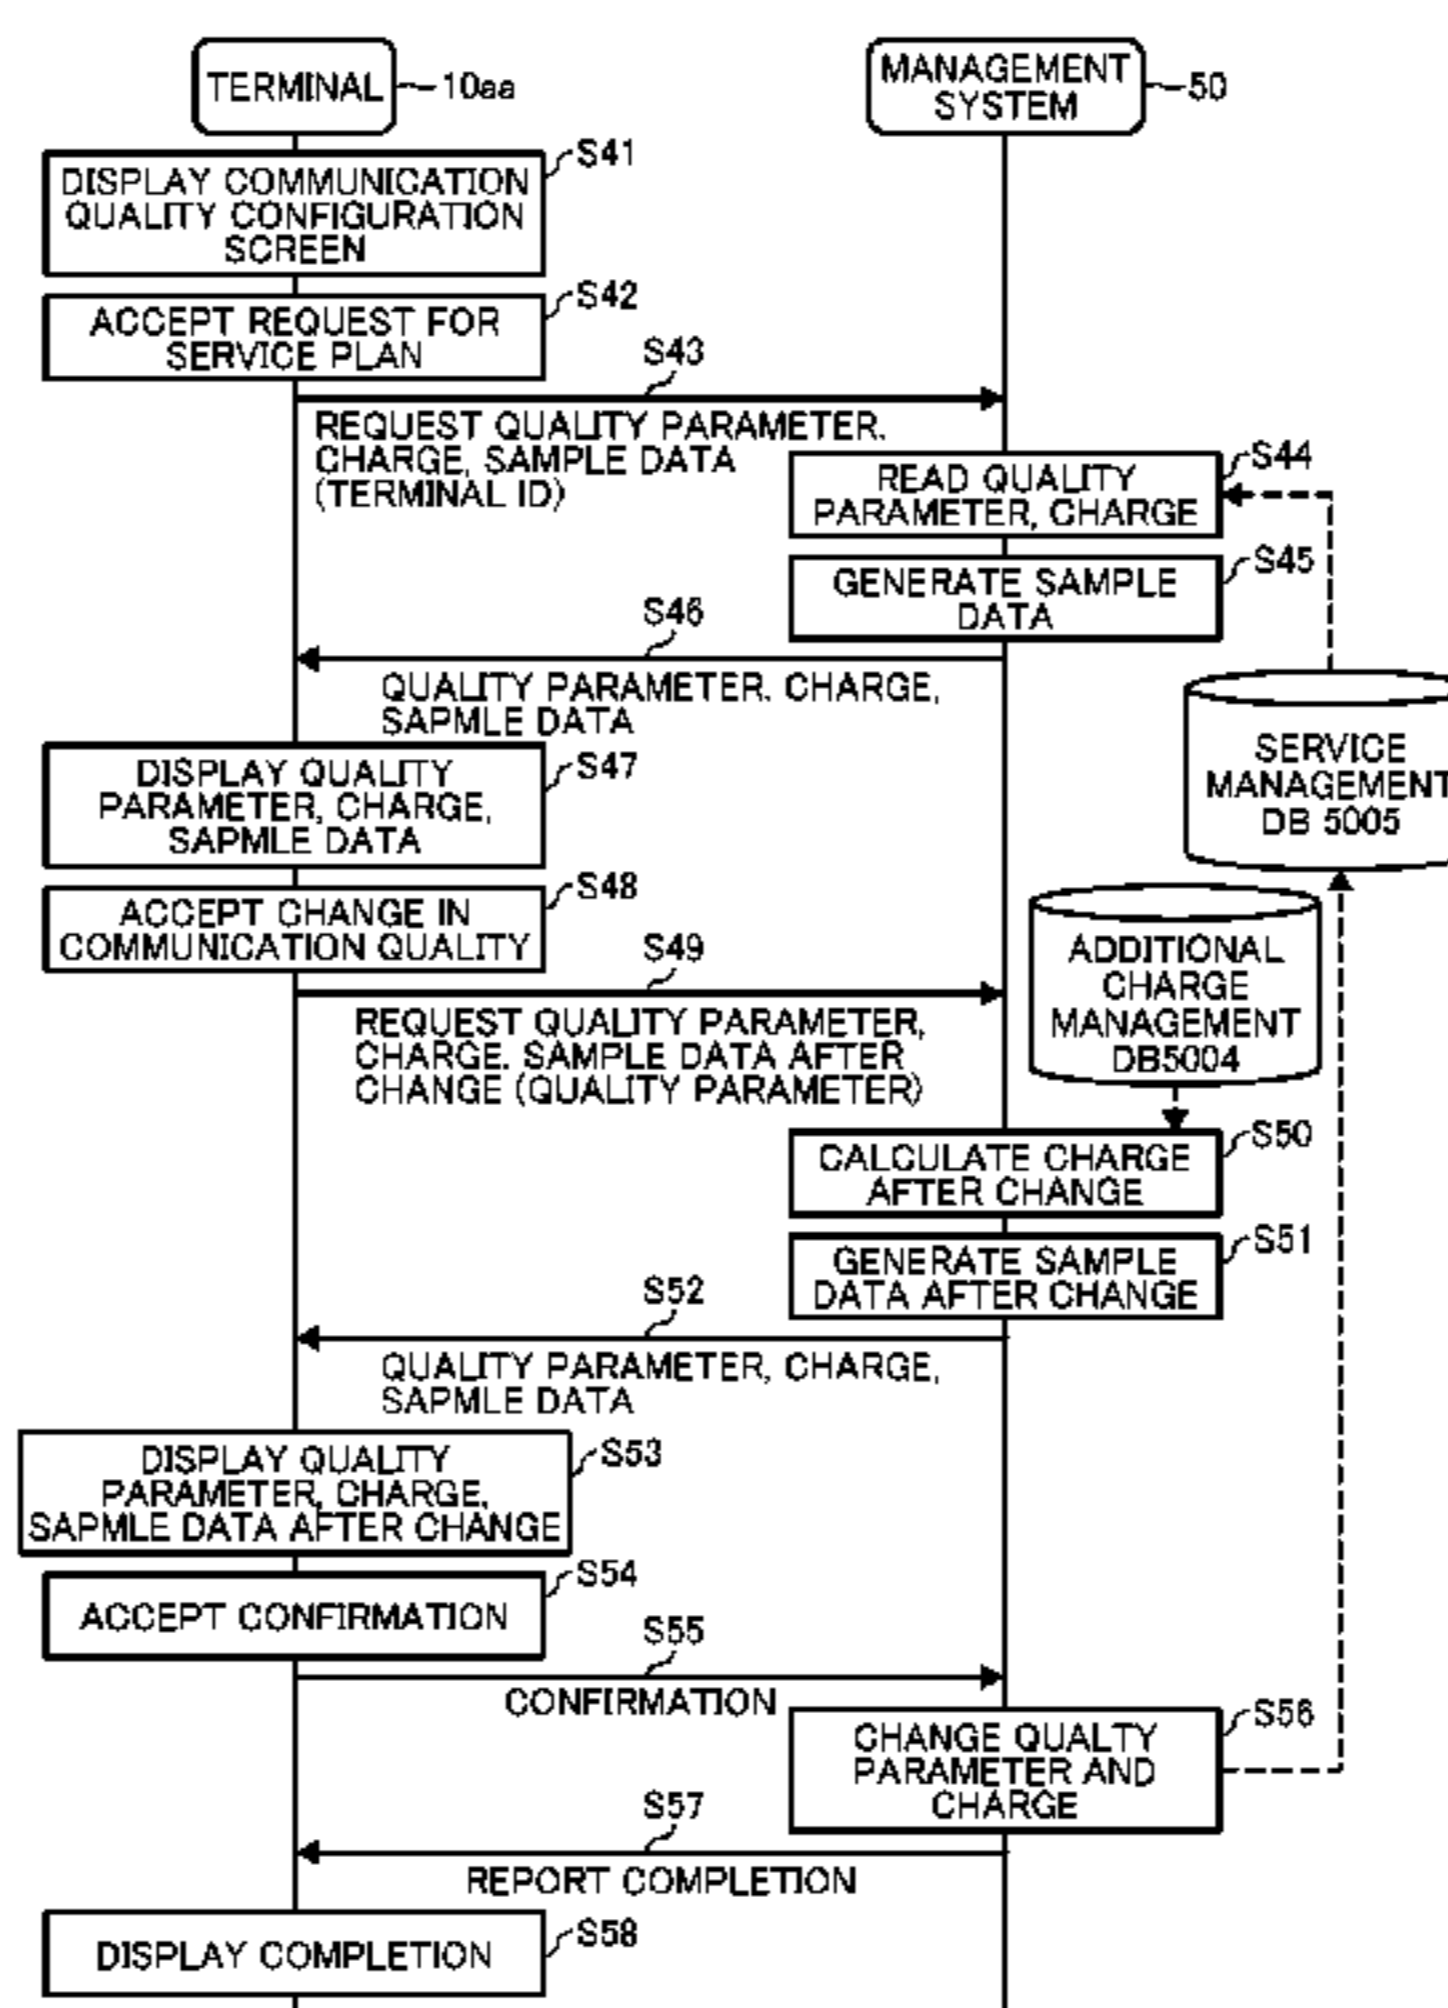 TERMINAL
10aa
MANAGEMENT
SYSTEM
50
S41
DISPLAY COMMUNICATION
QUALITY CONFIGURATION
SCREEN
S42
ACCEPT REQUEST FOR
SERVICE PLAN
S43
REQUEST QUALITY PARAMETER,
CHARGE, SAMPLE DATA
(TERMINAL ID)
S44
READ QUALITY
PARAMETER, CHARGE
S45
GENERATE SAMPLE
DATA
S46
QUALITY PARAMETER, CHARGE,
SAPMLE DATA
SERVICE
MANAGEMENT
DB 5005
S47
DISPLAY QUALITY
PARAMETER, CHARGE,
SAPMLE DATA
S48
ACCEPT CHANGE IN
COMMUNICATION QUALITY
ADDITIONAL
CHARGE
MANAGEMENT
DB5004
S49
REQUEST QUALITY PARAMETER,
CHARGE, SAMPLE DATA AFTER
CHANGE (QUALITY PARAMETER)
S50
CALCULATE CHARGE
AFTER CHANGE
S51
GENERATE SAMPLE
DATA AFTER CHANGE
S52
QUALITY PARAMETER, CHARGE,
SAPMLE DATA
S53
DISPLAY QUALITY
PARAMETER, CHARGE,
SAPMLE DATA AFTER CHANGE
S54
ACCEPT CONFIRMATION
S55
CONFIRMATION
S56
CHANGE QUALTY
PARAMETER AND
CHARGE
S57
REPORT COMPLETION
S58
DISPLAY COMPLETION